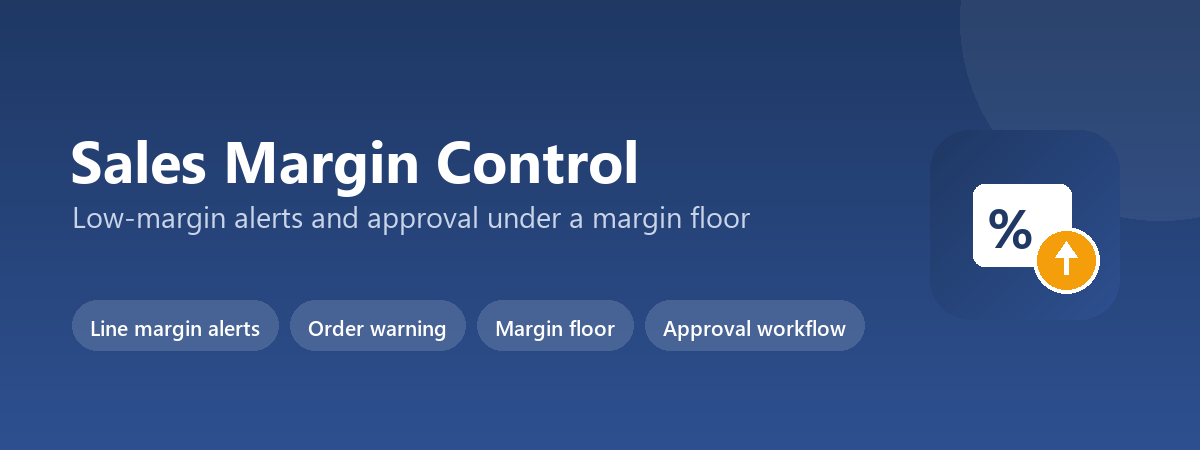 Sales Margin Control
Low-margin alerts and approval under a margin floor
%
Line margin alerts
Order warning
Margin floor
Approval workflow